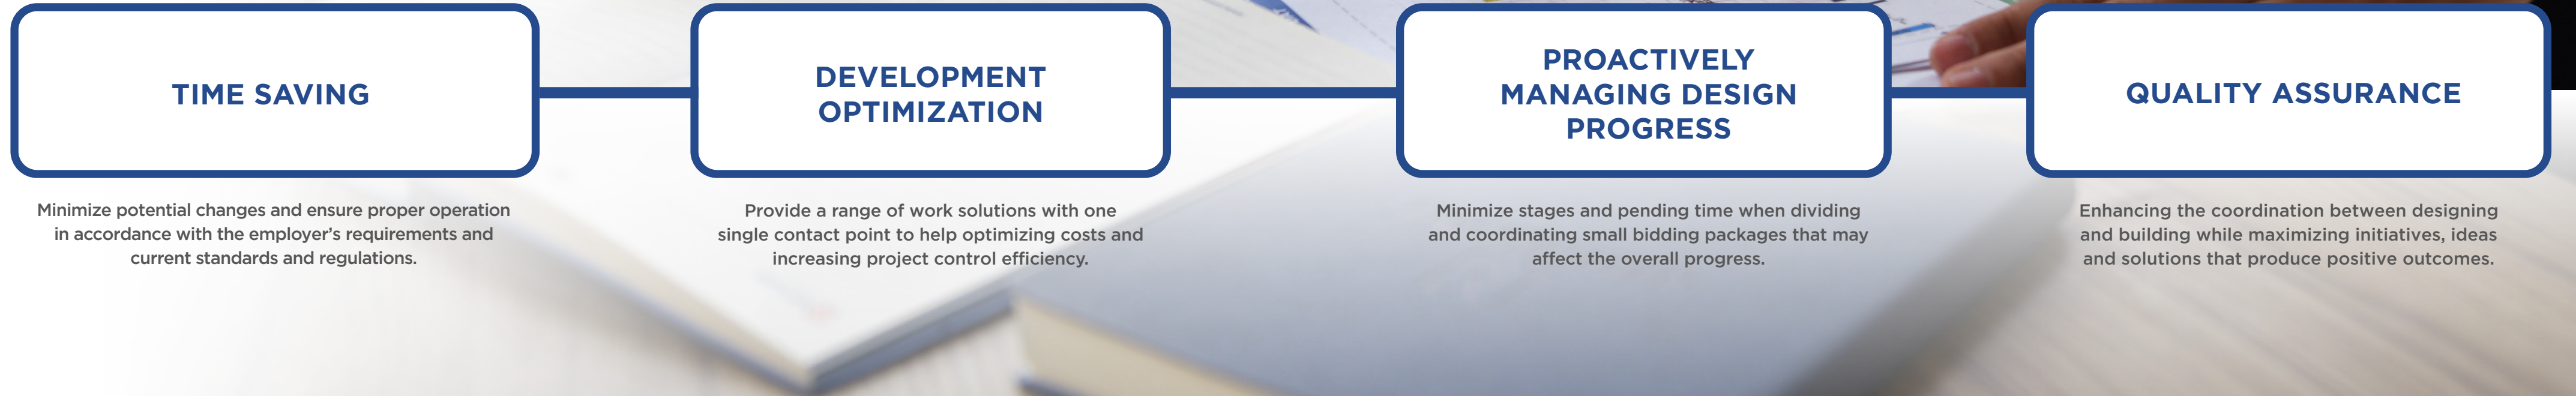 TIME SAVING
Minimize potential changes and ensure proper operation
in accordance with the employer’s requirements and
current standards and regulations.
DEVELOPMENT
OPTIMIZATION
Provide a range of work solutions with one
single contact point to help optimizing costs and
increasing project control efficiency.
PROACTIVELY
MANAGING DESIGN
PROGRESS
Minimize stages and pending time when dividing
and coordinating small bidding packages that may
affect the overall progress.
QUALITY ASSURANCE
Enhancing the coordination between designing
and building while maximizing initiatives, ideas
and solutions that produce positive outcomes.